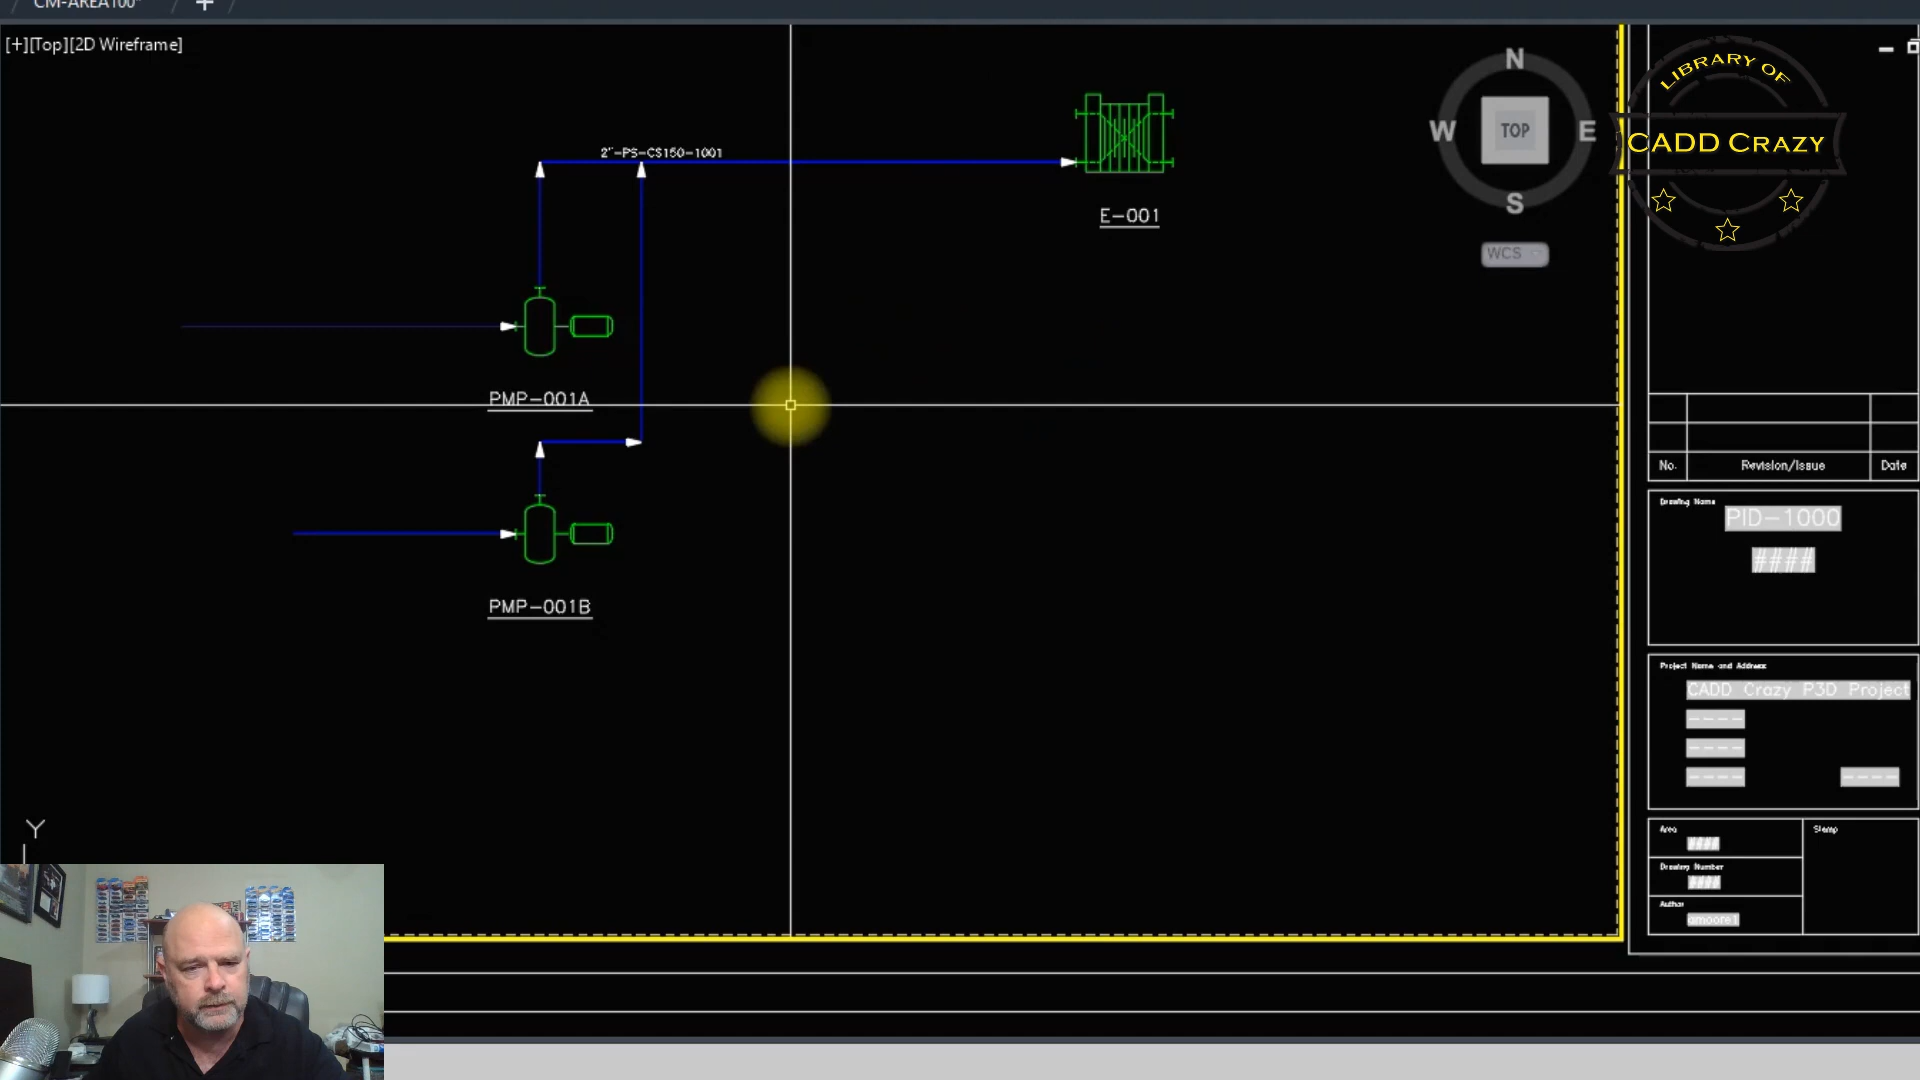 CM-AREA100*
[+][Top][2D Wireframe]
2"-PS-CS150-1001
E-001
PMP-001A
PMP-001B
Y
N
W
TOP
E
S
WCS
LIBRARY OF
CADD CRAZY
No.
Revision/Issue
Date
Drawing Name
PID-1000
####
Project Name and Address
CADD Crazy P3D Project
----
----
----
----
Area
####
Stamp
Drawing Number
####
Author
amoore1